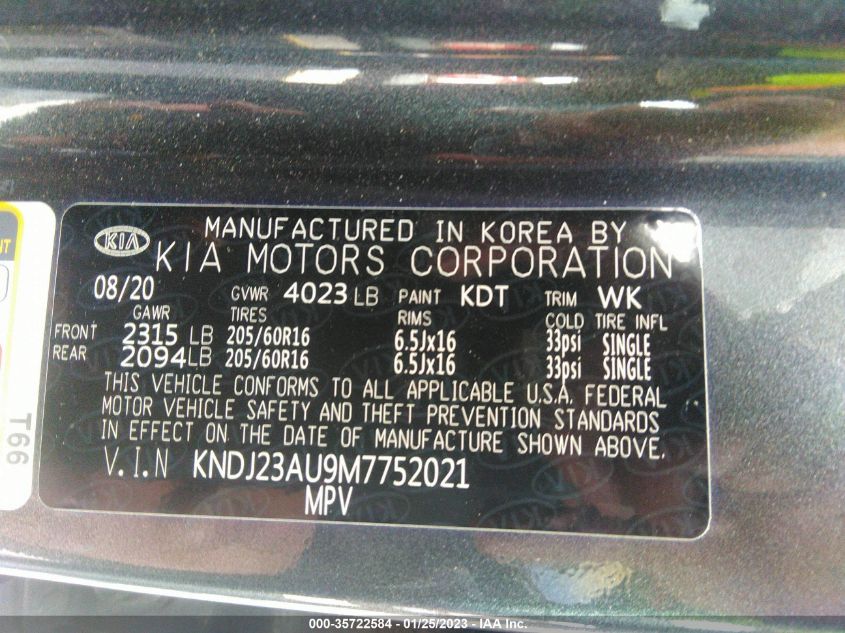 MANUFACTURED IN KOREA BY
KIA
KIA MOTORS CORPORATION
08/20 GVWR 4023 LB PAINT KDT TRIM WK
GAWR TIRES RIMS COLD TIRE INFL
FRONT 2315 LB 205/60R16 6.5Jx16 33psi SINGLE
REAR 2094 LB 205/60R16 6.5Jx16 33psi SINGLE
THIS VEHICLE CONFORMS TO ALL APPLICABLE U.S.A. FEDERAL
MOTOR VEHICLE SAFETY AND THEFT PREVENTION STANDARDS
IN EFFECT ON THE DATE OF MANUFACTURE SHOWN ABOVE.
V.I.N KNDJ23AU9M7752021
MPV
T66
000-35722584 - 01/25/2023 - IAA Inc.